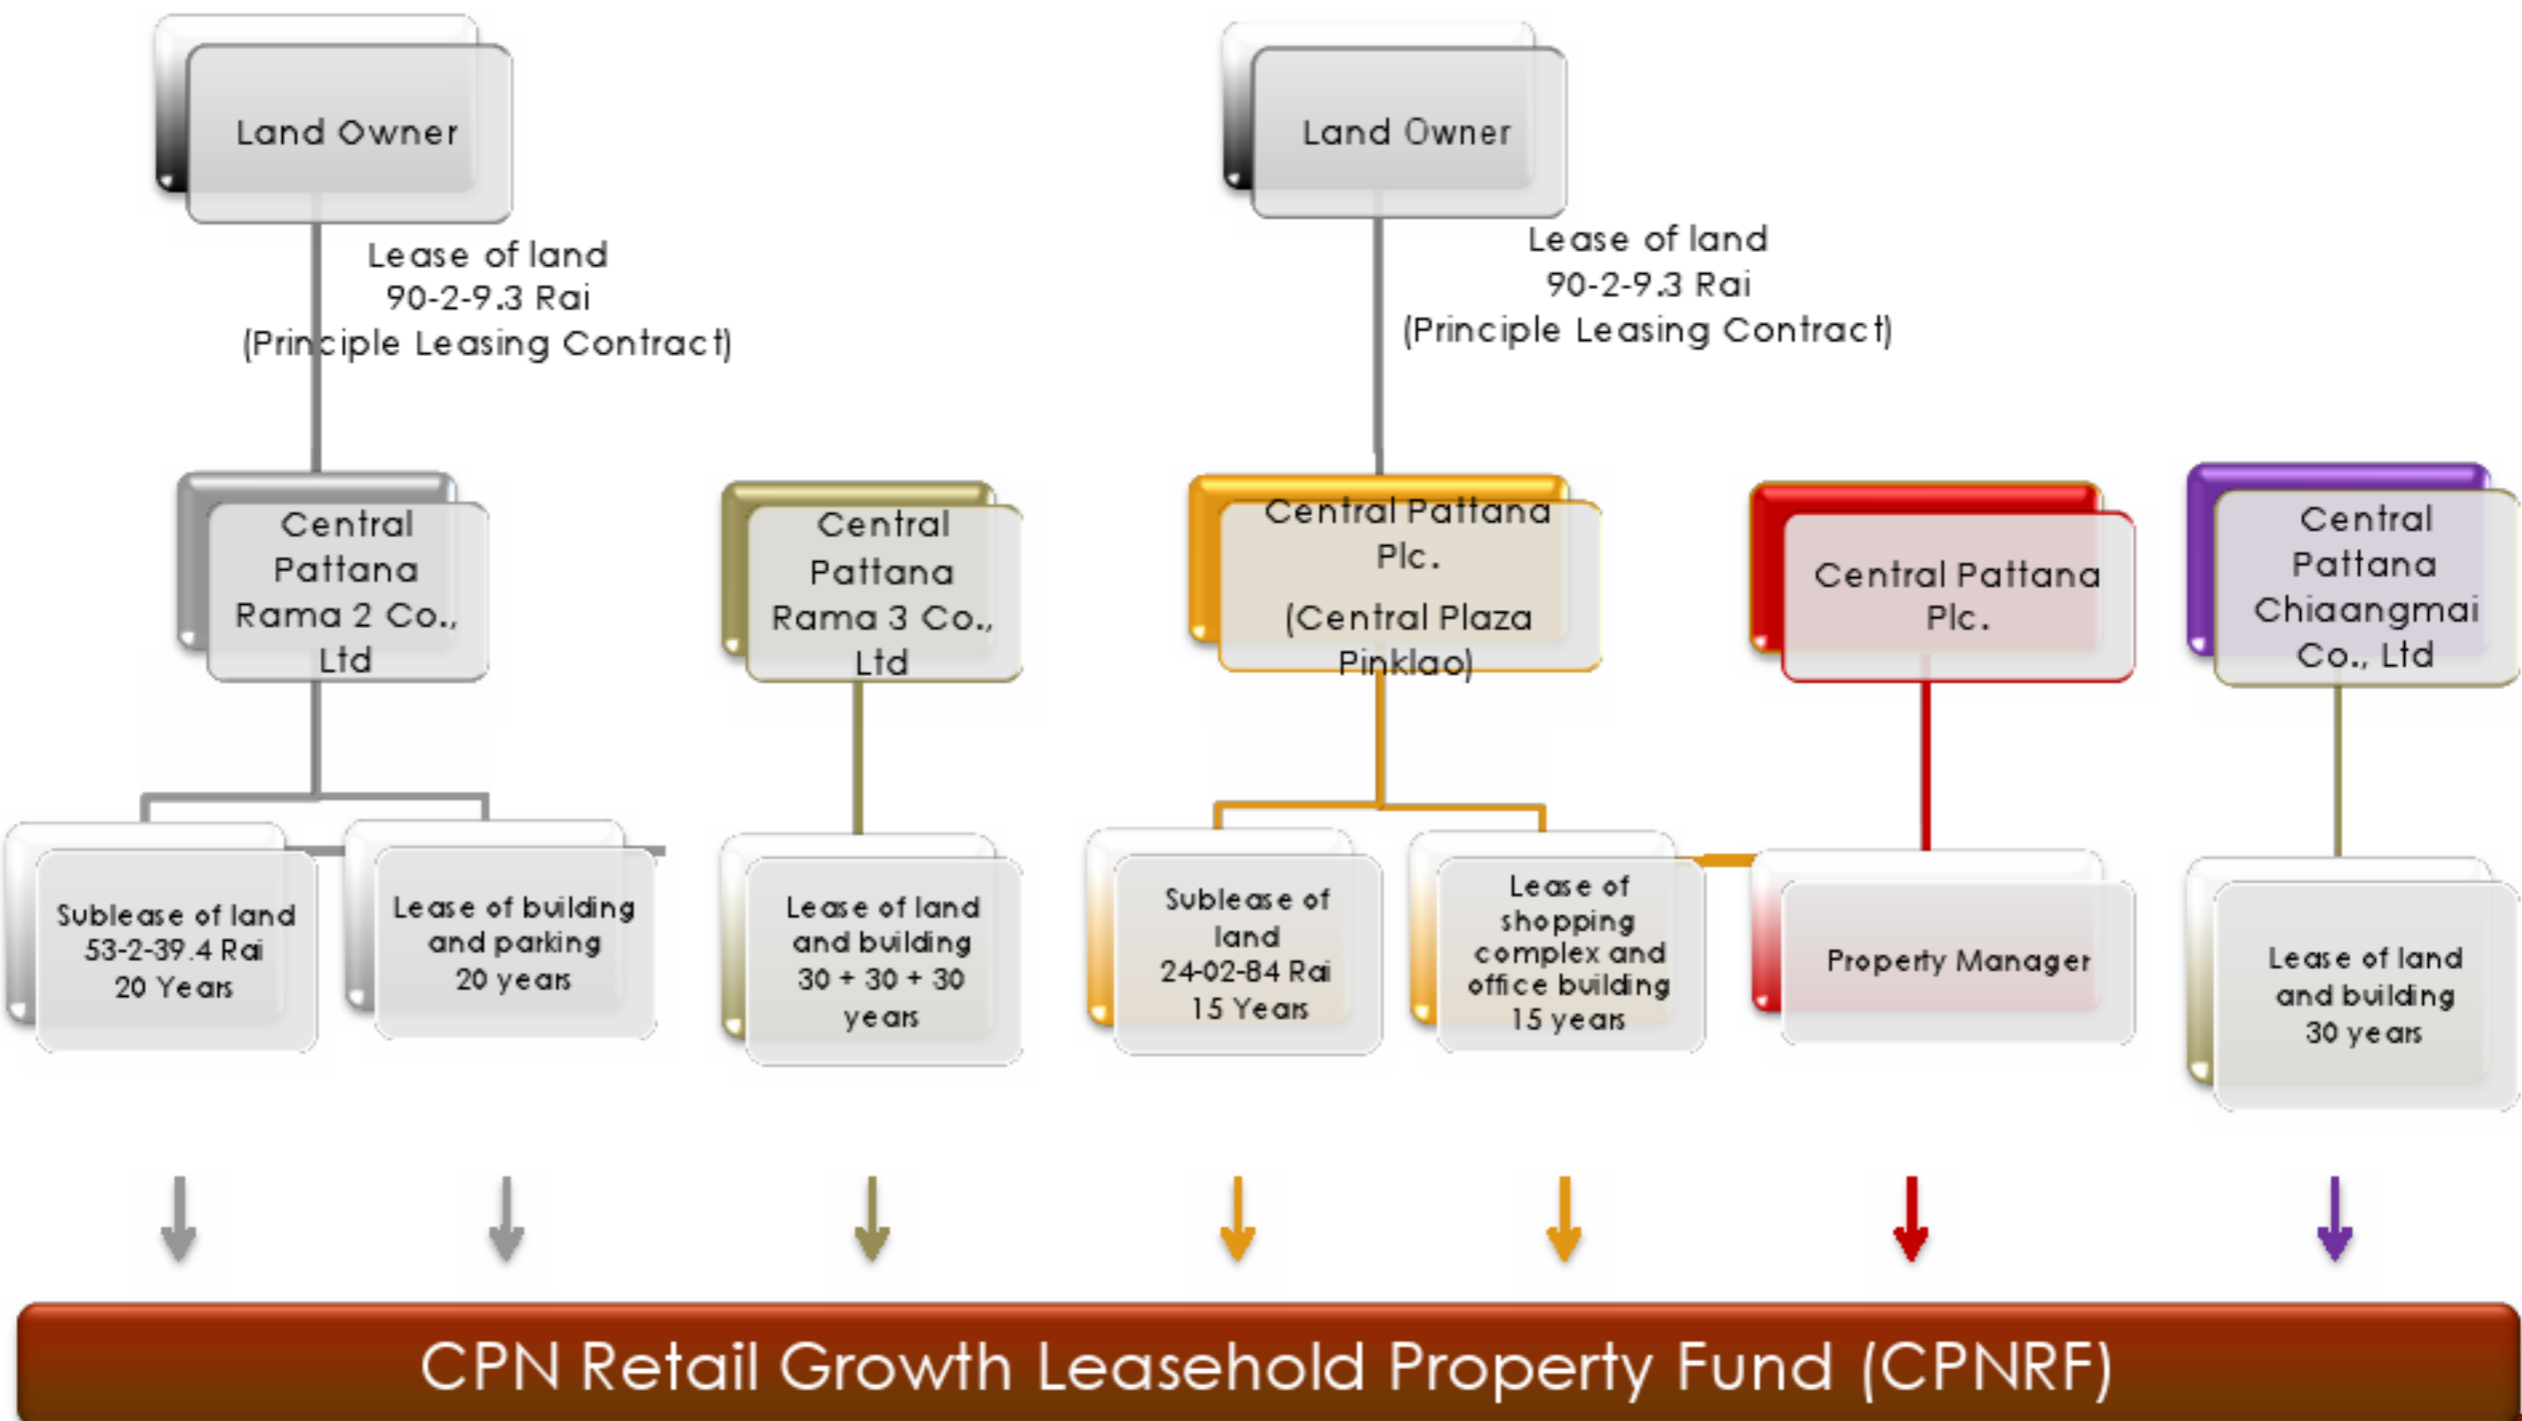 Land Owner
Lease of land
90-2-9.3 Rai
(Principle Leasing Contract)
Land Owner
Lease of land
90-2-9.3 Rai
(Principle Leasing Contract)
Central
Pattana
Rama 2 Co.,
Ltd
Central
Pattana
Rama 3 Co.,
Ltd
Central Pattana
Plc.
(Central Plaza
Pinklao)
Central Pattana
Plc.
Central
Pattana
Chiaangmai
Co., Ltd
Sublease of land
53-2-39.4 Rai
20 Years
Lease of building
and parking
20 years
Lease of land
and building
30 + 30 + 30
years
Sublease of
land
24-02-84 Rai
15 Years
Lease of
shopping
complex and
office building
15 years
Property Manager
Lease of land
and building
30 years
CPN Retail Growth Leasehold Property Fund (CPNRF)